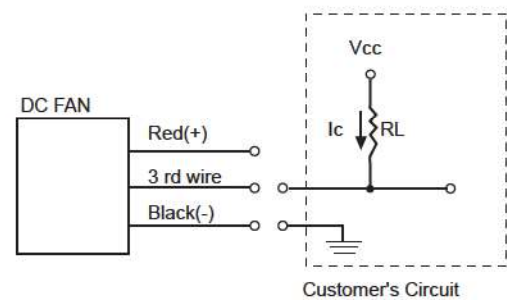 Vcc
DC FAN
Red(+)
Ic
RL
3 rd wire
Black(-)
Customer's Circuit